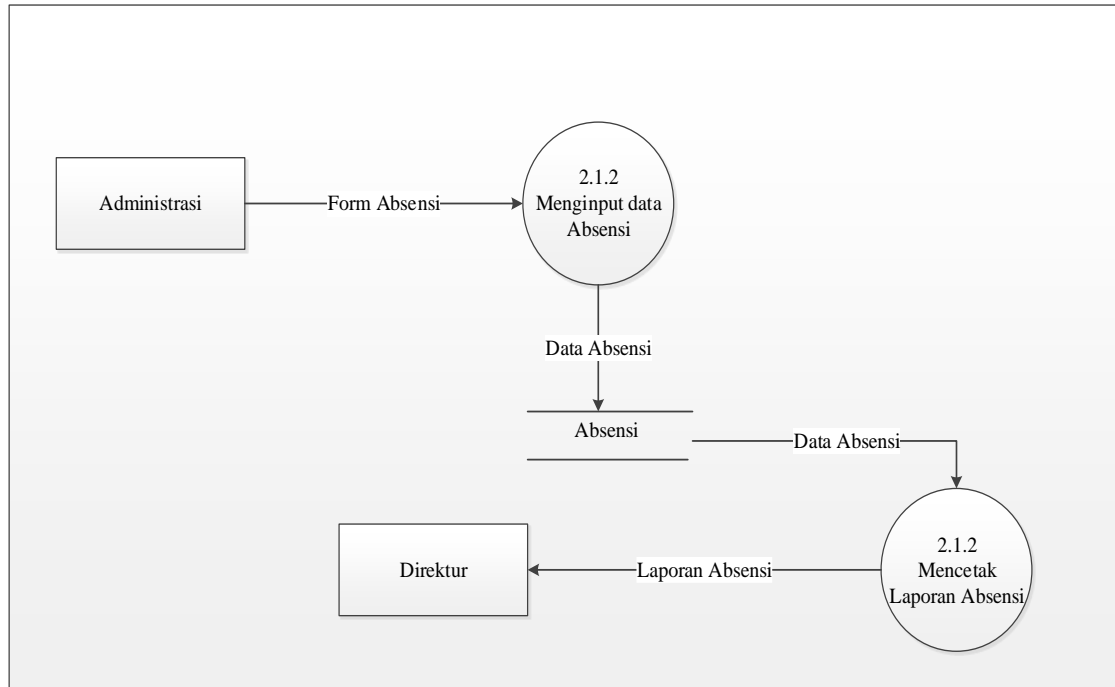 Administrasi
Form Absensi
2.1.2
Menginput data
Absensi
Data Absensi
Absensi
Data Absensi
2.1.2
Mencetak
Laporan Absensi
Laporan Absensi
Direktur